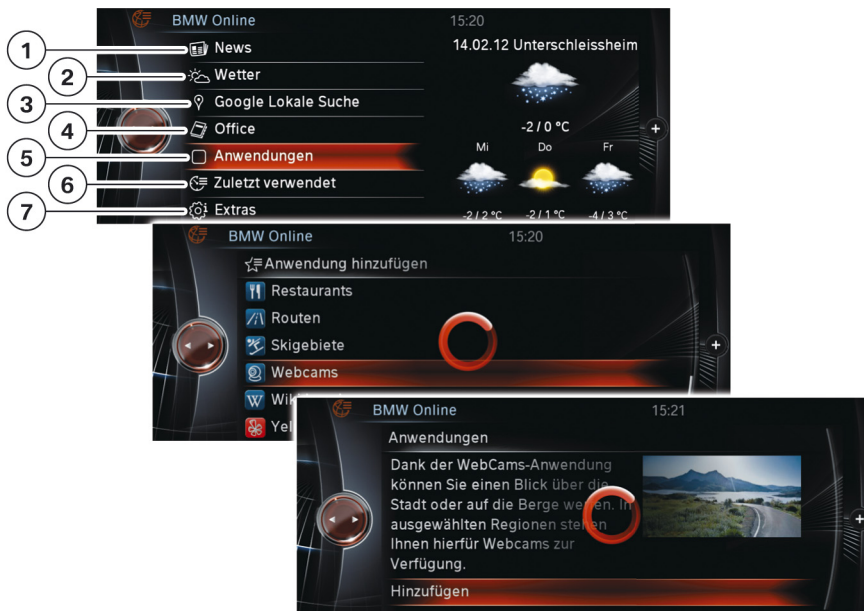 BMW Online 15:20
1 News
14.02.12 Unterschleissheim
2 Wetter
3 Google Lokale Suche
4 Office
-2 / 0 °C
5 Anwendungen
Mi Do Fr
6 Zuletzt verwendet
7 Extras
-2 / 2 °C -2 / 1 °C -4 / 3 °C
BMW Online 15:20
Anwendung hinzufügen
Restaurants
Routen
Skigebiete
Webcams
W Wik
Yel
BMW Online 15:21
Anwendungen
Dank der WebCams-Anwendung
können Sie einen Blick über die
Stadt oder auf die Berge werfen. In
ausgewählten Regionen stehen
Ihnen hierfür Webcams zur
Verfügung.
Hinzufügen